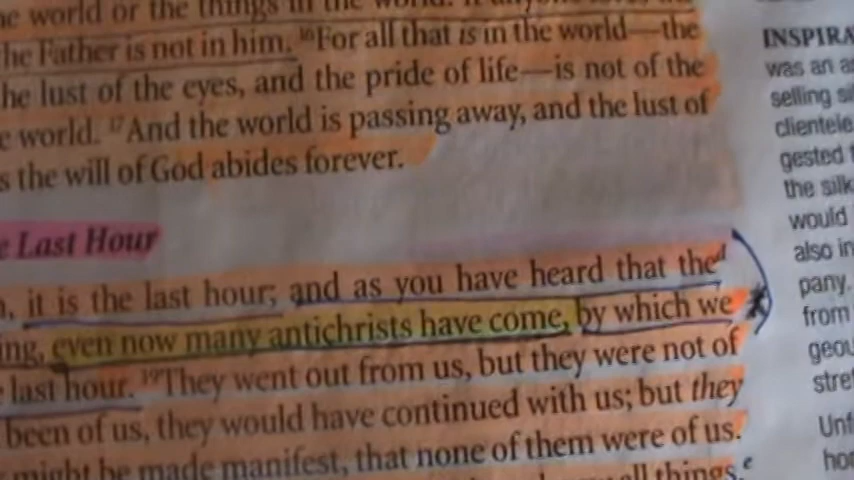 he world or the things in the world. If anyone loves
the Father is not in him. 16For all that is in the world—the
he lust of the eyes, and the pride of life—is not of the
e world. 17And the world is passing away, and the lust of
s the will of God abides forever.
e Last Hour
, it is the last hour; and as you have heard that the d
ing, even now many antichrists have come, by which we
e last hour. 19They went out from us, but they were not of
been of us, they would have continued with us; but they
might be made manifest, that none of them were of us.
all things. e
INSPIRA
was an a
selling si
clientele
gested t
the silk
would
also in
pany.
from
geou
stre
Unf
hor